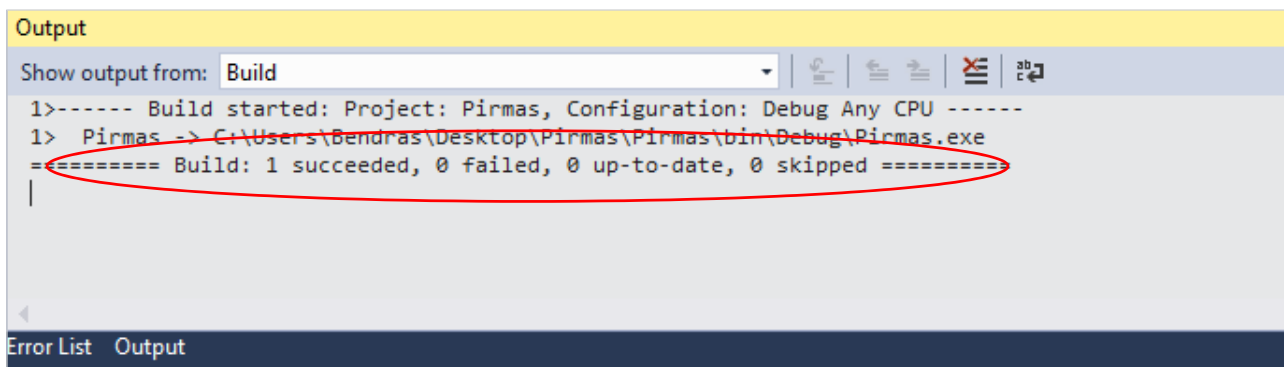 Output
Show output from: Build
1>------ Build started: Project: Pirmas, Configuration: Debug Any CPU ------
1>  Pirmas -> C:\Users\Bendras\Desktop\Pirmas\Pirmas\bin\Debug\Pirmas.exe
========== Build: 1 succeeded, 0 failed, 0 up-to-date, 0 skipped ==========
Error List Output